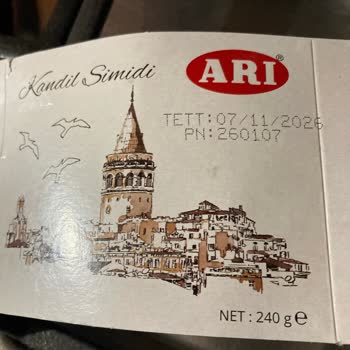 Kandil Simidi
ARI®
TETT:07/11/2026
PN:260107
NET : 240 g e